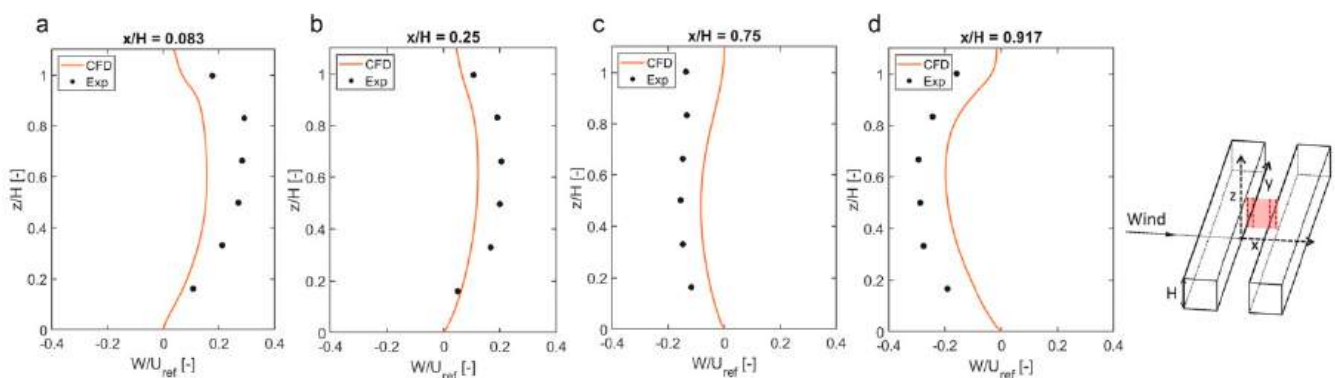 a
x/H = 0.083
CFD
Exp
1
0.8
0.6
0.4
0.2
0
z/H [-]
-0.4 -0.2 0 0.2 0.4
W/U_ref [-]
b
x/H = 0.25
CFD
Exp
1
0.8
0.6
0.4
0.2
0
z/H [-]
-0.4 -0.2 0 0.2 0.4
W/U_ref [-]
c
x/H = 0.75
CFD
Exp
1
0.8
0.6
0.4
0.2
0
z/H [-]
-0.4 -0.2 0 0.2 0.4
W/U_ref [-]
d
x/H = 0.917
CFD
Exp
1
0.8
0.6
0.4
0.2
0
z/H [-]
-0.4 -0.2 0 0.2 0.4
W/U_ref [-]
Wind
z
y
x
H